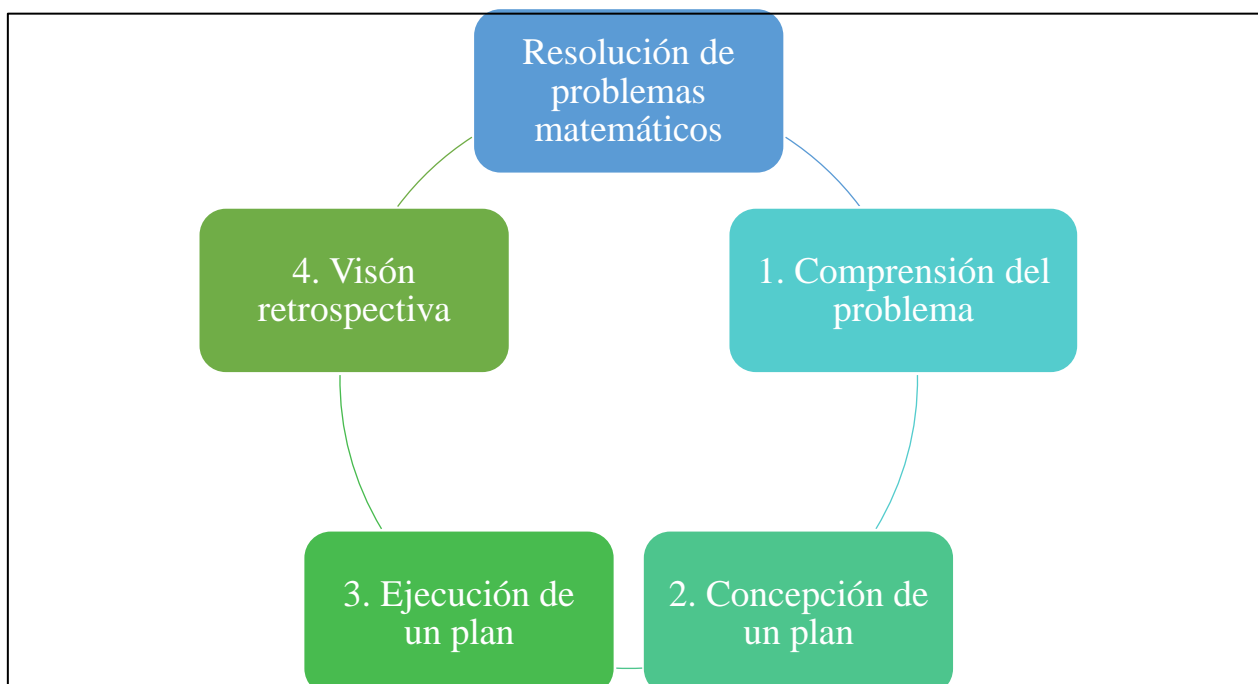 Resolución de
problemas
matemáticos
1. Comprensión del
problema
2. Concepción de
un plan
3. Ejecución de
un plan
4. Visón
retrospectiva